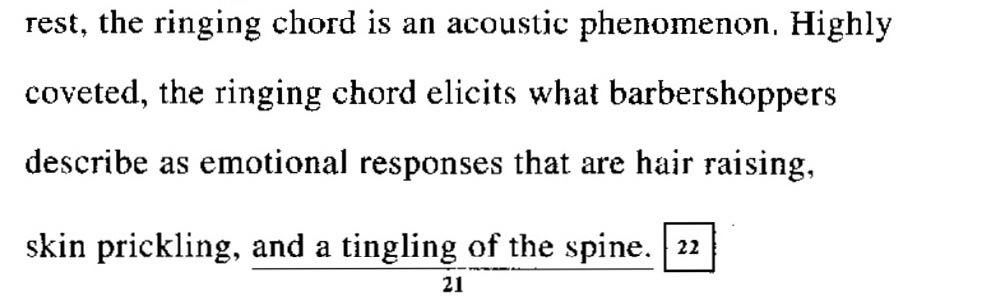 rest, the ringing chord is an acoustic phenomenon. Highly
coveted, the ringing chord elicits what barbershoppers
describe as emotional responses that are hair raising,
skin prickling, and a tingling of the spine. 22
21